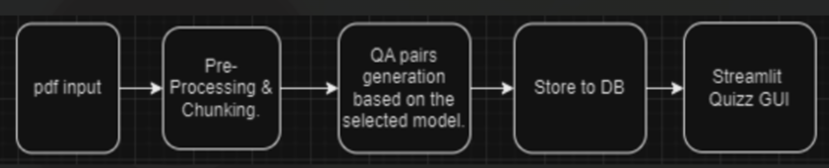 pdf input
Pre-
Processing &
Chunking.
QA pairs
generation
based on the
selected model.
Store to DB
Streamlit
Quizz GUI